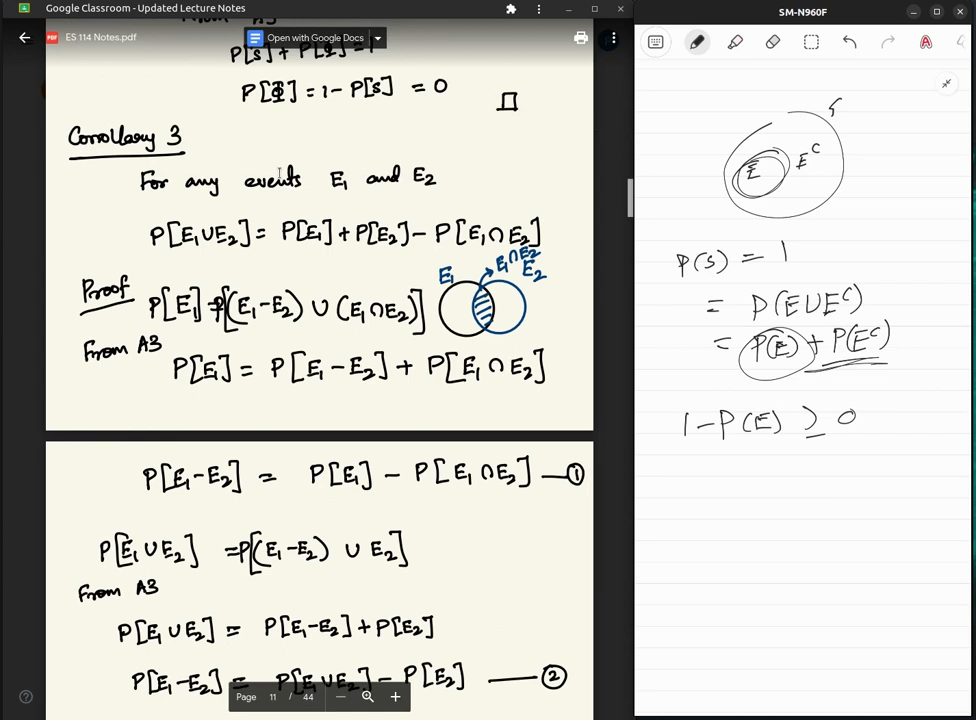 Google Classroom - Updated Lecture Notes
ES 114 Notes.pdf
Open with Google Docs
P[S] + P[Φ] = 1
P[Φ] = 1 - P[S] = 0
Corrollary 3
For any events E1 and E2
P[E1∪E2] = P[E1] + P[E2] - P[E1∩E2]
E1 E1∩E2
E2
Proof P[E1] = P[(E1-E2) ∪ (E1∩E2)]
From A3
P[E1] = P[E1-E2] + P[E1∩E2]
P[E1-E2] = P[E1] - P[E1∩E2] — ①
P[E1∪E2] = P[(E1-E2) ∪ E2]
From A3
P[E1∪E2] = P[E1-E2] + P[E2]
P[E1-E2] = P[E1∪E2] - P[E2] — ②
Page 11 / 44
SM-N960F
A
E E^C
P(S) = 1
= P(E∪E^C)
= P(E) + P(E^C)
1 - P(E) ≥ 0